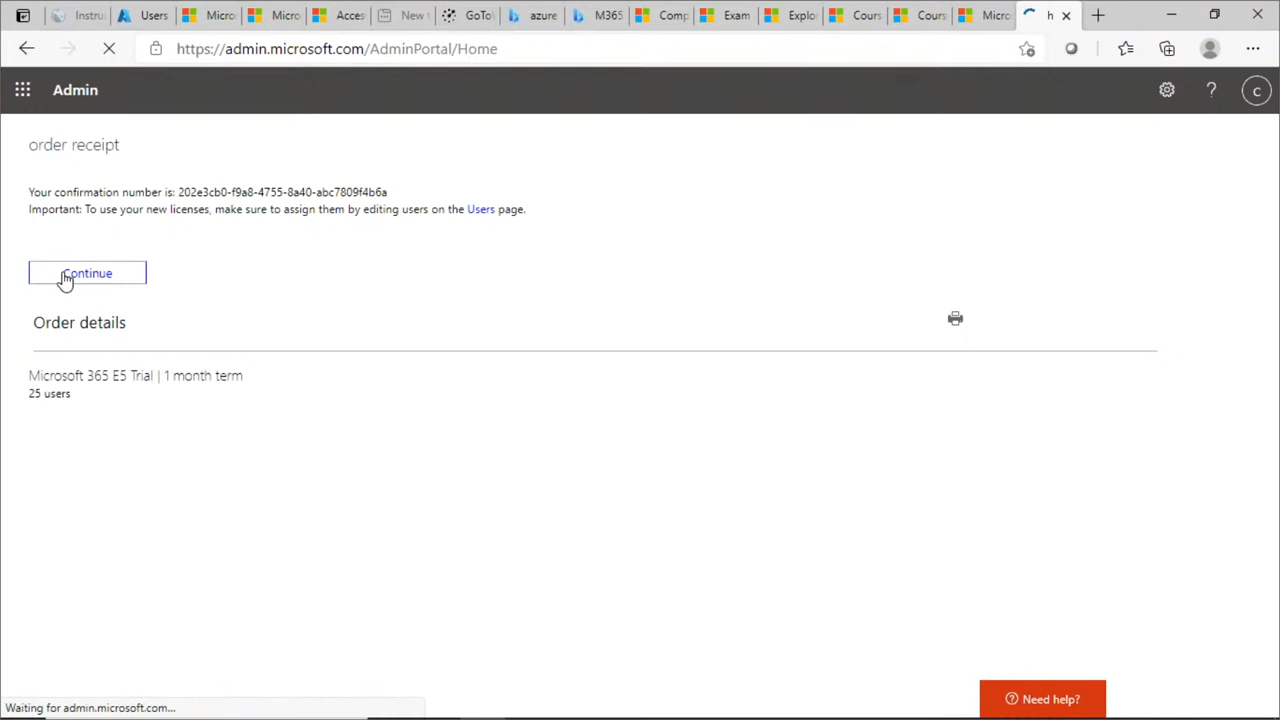 Instru
Users
Micro
Micro
Acces
New
GoTo
azure
M365
Comp
Exam
Explo
Cours
Cours
Micro
h
https://admin.microsoft.com/AdminPortal/Home
Admin
?
C
order receipt
Your confirmation number is: 202e3cb0-f9a8-4755-8a40-abc7809f4b6a
Important: To use your new licenses, make sure to assign them by editing users on the Users page.
Continue
Order details
Microsoft 365 E5 Trial | 1 month term
25 users
Need help?
Waiting for admin.microsoft.com...